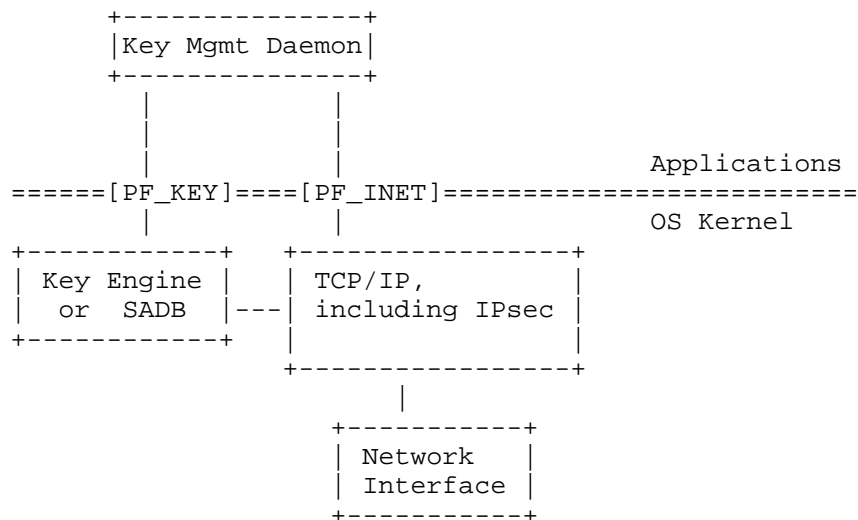 +---------------+
|Key Mgmt Daemon|
+---------------+
| |
| |
| | Applications
======[PF_KEY]====[PF_INET]==========================
| | OS Kernel
+------------+ +-----------------+
| Key Engine | | TCP/IP, |
| or SADB |---| including IPsec |
+------------+ | |
+-----------------+
|
+-----------+
| Network |
| Interface |
+-----------+